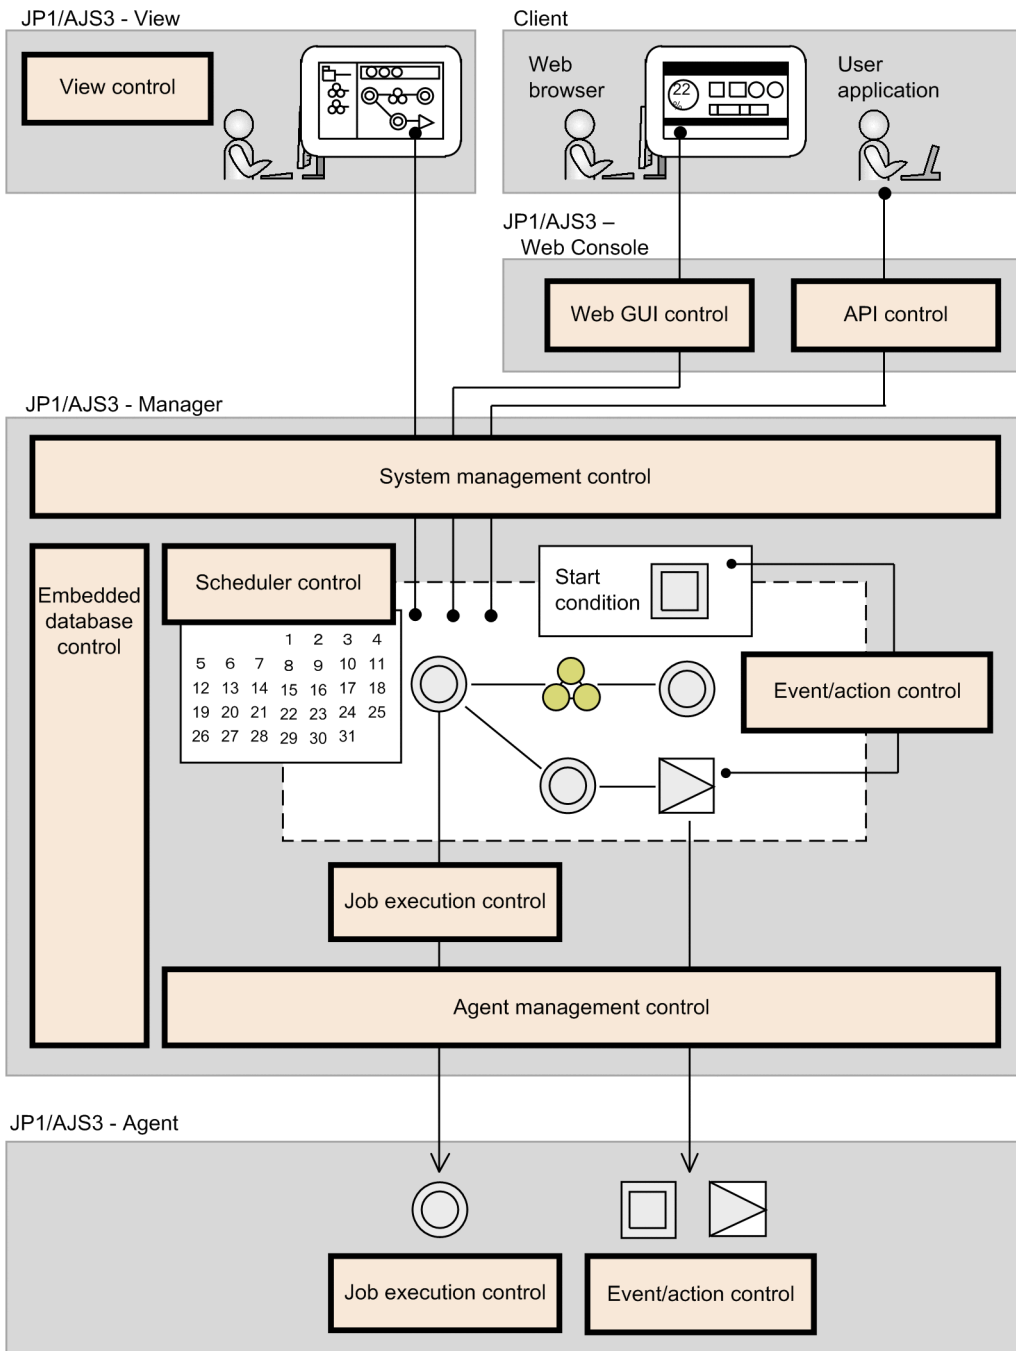 JP1/AJS3 - View
View control
Client
Web
browser
22
%
User
application
JP1/AJS3 –
Web Console
Web GUI control
API control
JP1/AJS3 - Manager
System management control
Embedded
database
control
Scheduler control
1 2 3 4
5 6 7 8 9 10 11
12 13 14 15 16 17 18
19 20 21 22 23 24 25
26 27 28 29 30 31
Start
condition
Event/action control
Job execution control
Agent management control
JP1/AJS3 - Agent
Job execution control
Event/action control